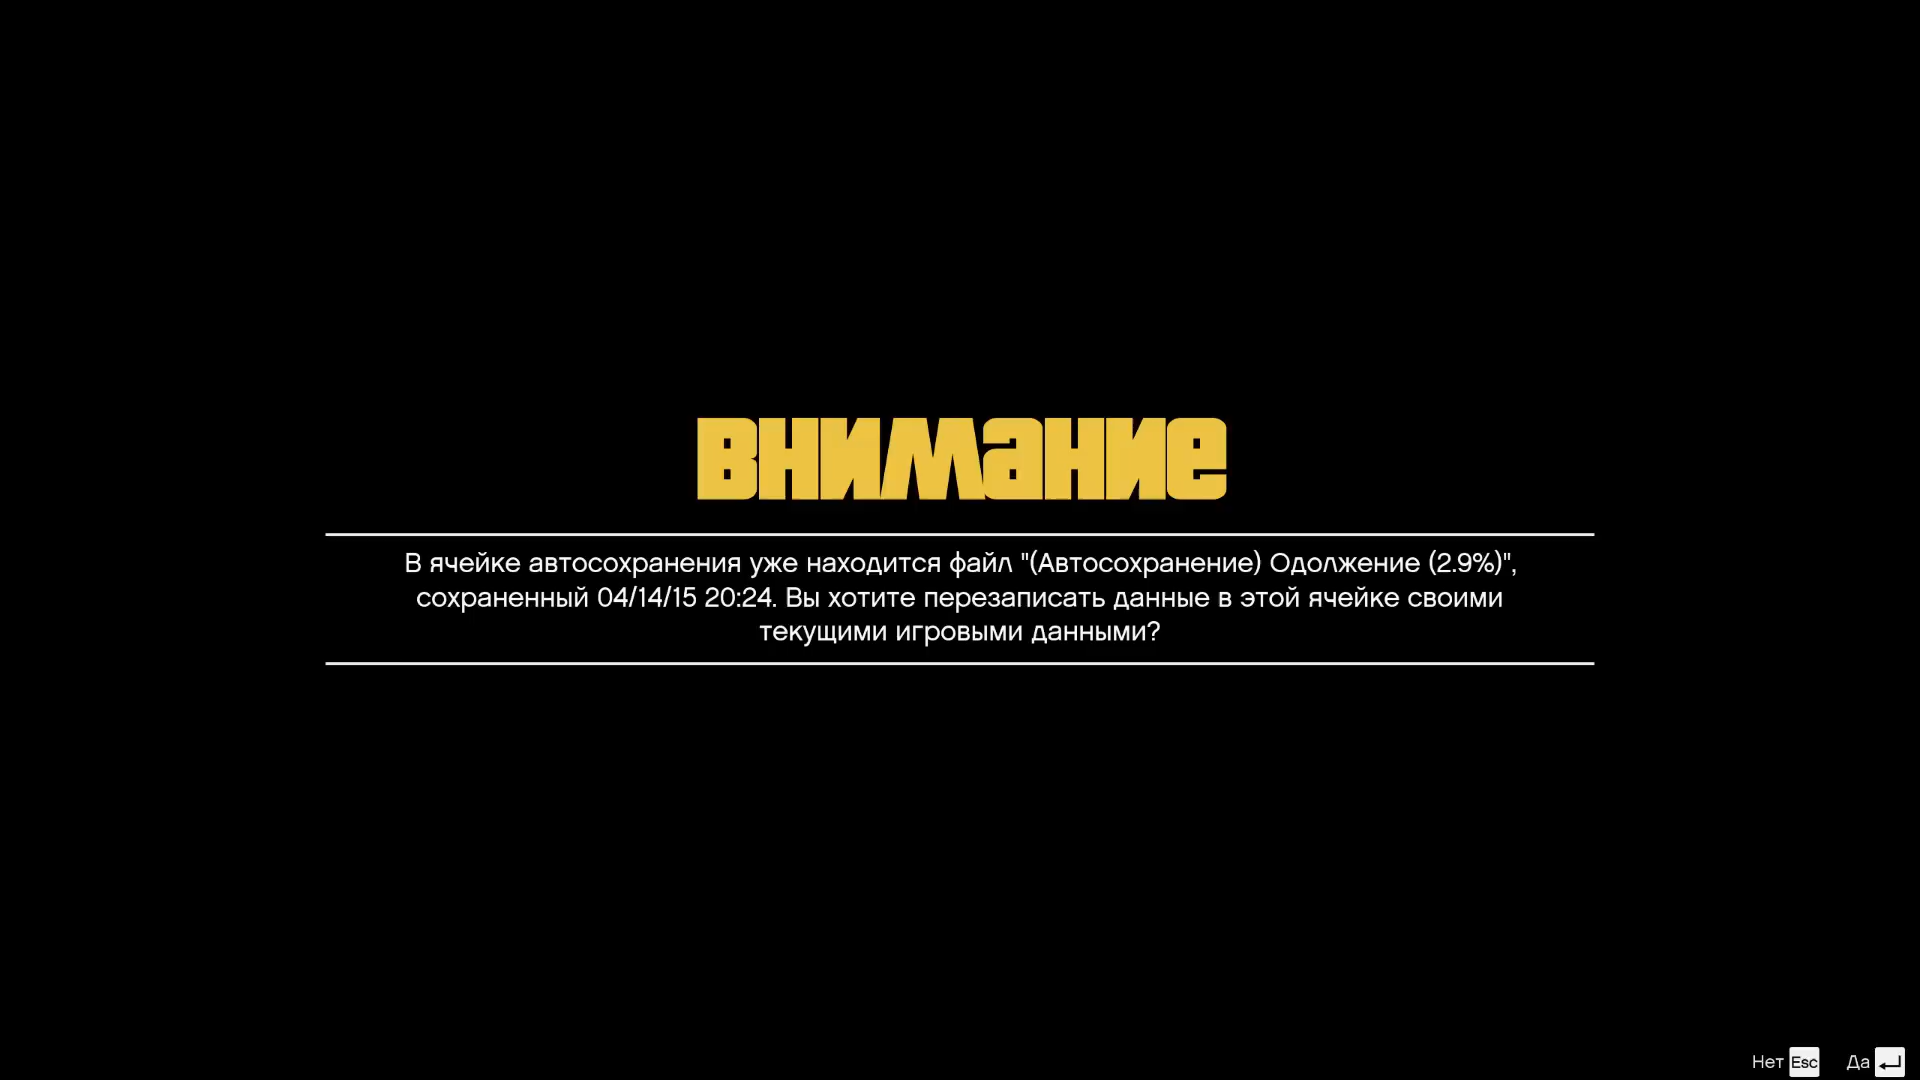 внимание
В ячейке автосохранения уже находится файл "(Автосохранение) Одолжение (2.9%)",
сохраненный 04/14/15 20:24. Вы хотите перезаписать данные в этой ячейке своими
текущими игровыми данными?
Нет Esc Да